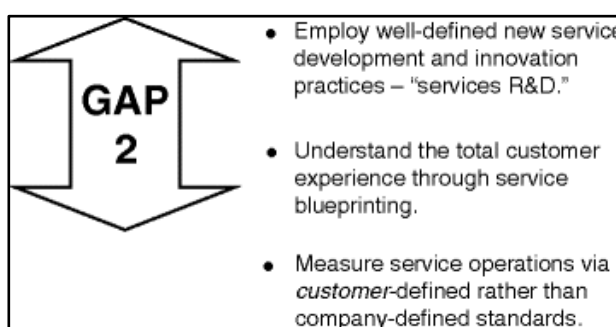 GAP
2
• Employ well-defined new service
development and innovation
practices – “services R&D.”
• Understand the total customer
experience through service
blueprinting.
• Measure service operations via
customer-defined rather than
company-defined standards.